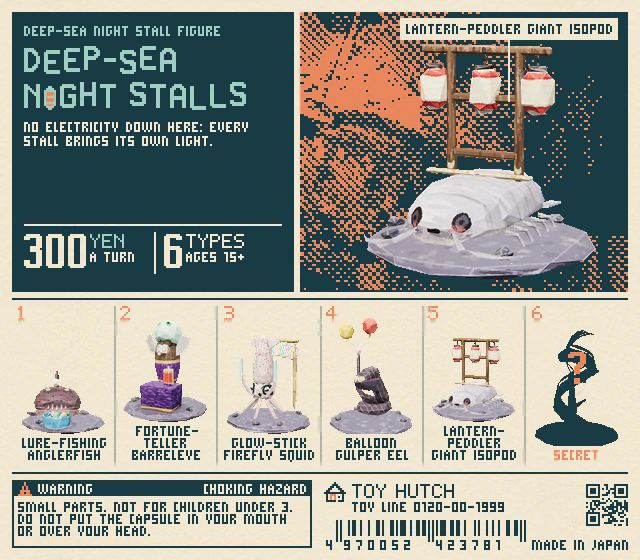 DEEP-SEA NIGHT STALL FIGURE
DEEP-SEA
NIGHT STALLS
NO ELECTRICITY DOWN HERE: EVERY
STALL BRINGS ITS OWN LIGHT.
300 YEN A TURN
6 TYPES AGES 15+
LANTERN-PEDDLER GIANT ISOPOD
1
LURE-FISHING
ANGLERFISH
2
FORTUNE-
TELLER
BARRELEYE
3
GLOW-STICK
FIREFLY SQUID
4
BALLOON
GULPER EEL
5
LANTERN-
PEDDLER
GIANT ISOPOD
6
?
SECRET
WARNING CHOKING HAZARD
SMALL PARTS. NOT FOR CHILDREN UNDER 3.
DO NOT PUT THE CAPSULE IN YOUR MOUTH
OR OVER YOUR HEAD.
TOY HUTCH
TOY LINE 0120-00-1999
4 970052 423781
MADE IN JAPAN